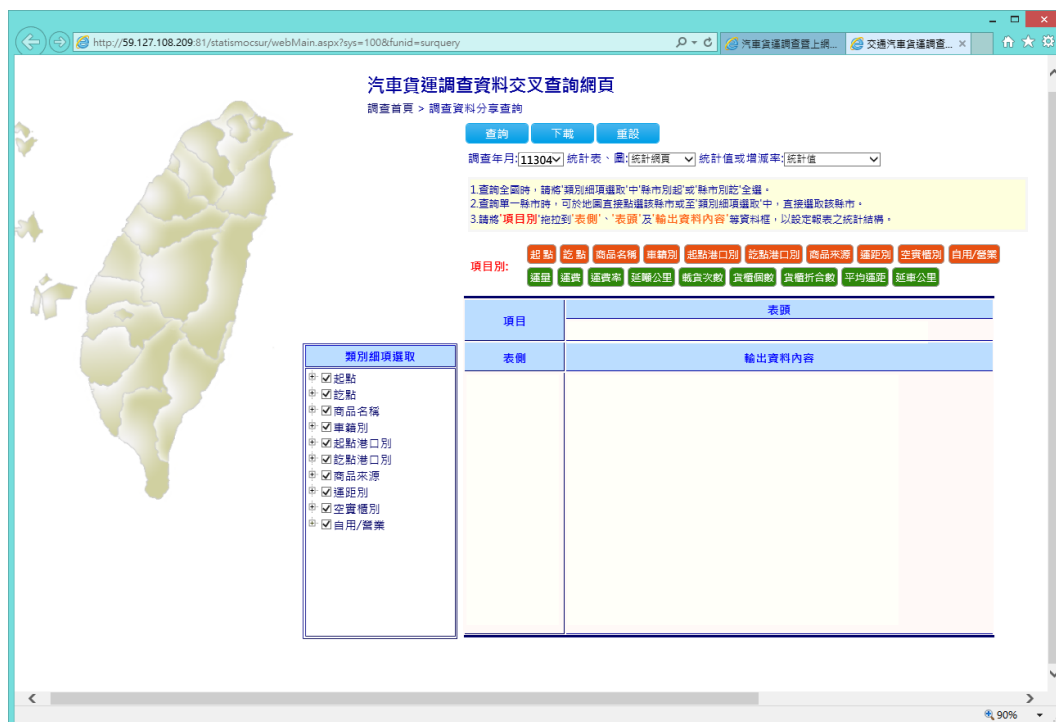 http://59.127.108.209:81/statismocsur/webMain.aspx?sys=100&funid=surquery
汽車貨運調查暨上網...
交通汽車貨運調查...
汽車貨運調查資料交叉查詢網頁
調查首頁 > 調查資料分享查詢
查詢 下載 重設
調查年月:11304 統計表、圖:統計網頁 統計值或增減率:統計值
1.查詢全國時，請將'類別細項選取'中'縣市別起'或'縣市別訖'全選。
2.查詢單一縣市時，可於地圖直接點選該縣市或至'類別細項選取'中，直接選取該縣市。
3.請將'項目別'拖拉到'表側'、'表頭'及'輸出資料內容'等資料框，以設定報表之統計結構。
項目別:
起點 訖點 商品名稱 車籍別 起點港口別 訖點港口別 商品來源 運距別 空實櫃別 自用/營業
運量 運費 運費率 延噸公里 載貨次數 貨櫃個數 貨櫃折合數 平均運距 延車公里
項目 表頭
類別細項選取 表側 輸出資料內容
起點
訖點
商品名稱
車籍別
起點港口別
訖點港口別
商品來源
運距別
空實櫃別
自用/營業
90%